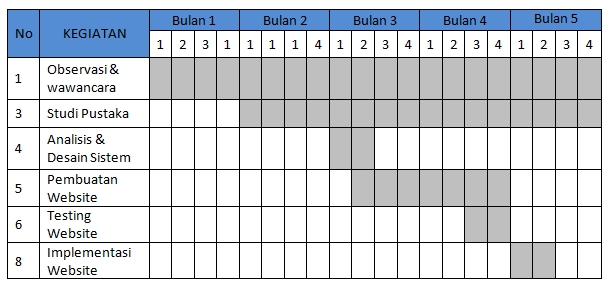 No KEGIATAN Bulan 1 Bulan 2 Bulan 3 Bulan 4 Bulan 5
1 2 3 1 1 1 1 4 1 2 3 4 1 2 3 4 1 2 3 4
1 Observasi &
wawancara
3 Studi Pustaka
4 Analisis &
Desain Sistem
5 Pembuatan
Website
6 Testing
Website
8 Implementasi
Website